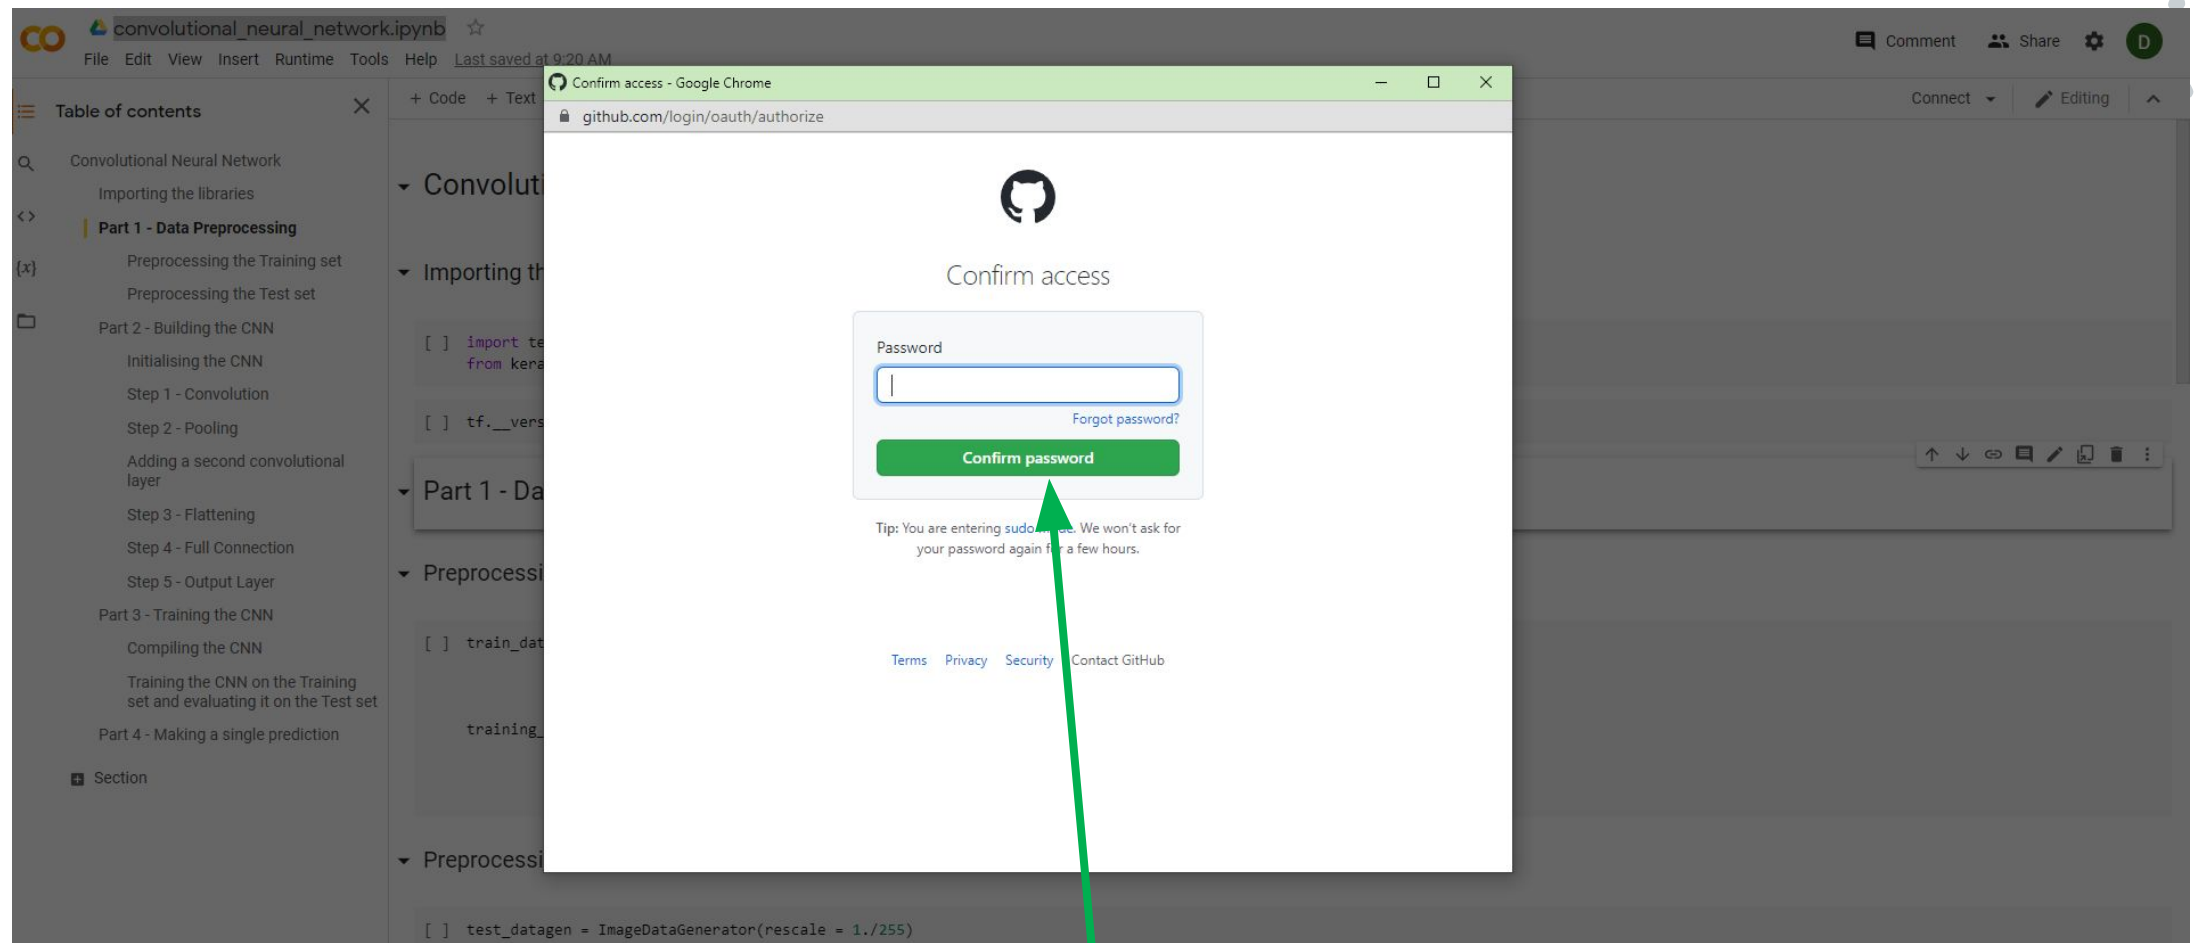 convolutional_neural_network.ipynb
File Edit View Insert Runtime Tools Help Last saved at 9:20 AM
Comment Share D
Table of contents
Convolutional Neural Network
Importing the libraries
Part 1 - Data Preprocessing
Preprocessing the Training set
Preprocessing the Test set
Part 2 - Building the CNN
Initialising the CNN
Step 1 - Convolution
Step 2 - Pooling
Adding a second convolutional
layer
Step 3 - Flattening
Step 4 - Full Connection
Step 5 - Output Layer
Part 3 - Training the CNN
Compiling the CNN
Training the CNN on the Training
set and evaluating it on the Test set
Part 4 - Making a single prediction
Section
+ Code + Text
Connect Editing
Convoluti
Importing th
[ ] import te
from kera
[ ] tf.__vers
Part 1 - Da
Preprocessi
[ ] train_dat
training_
Preprocessi
[ ] test_datagen = ImageDataGenerator(rescale = 1./255)
Confirm access - Google Chrome
github.com/login/oauth/authorize
Confirm access
Password
Forgot password?
Confirm password
Tip: You are entering sudo We won't ask for
your password again a few hours.
Terms Privacy Security Contact GitHub